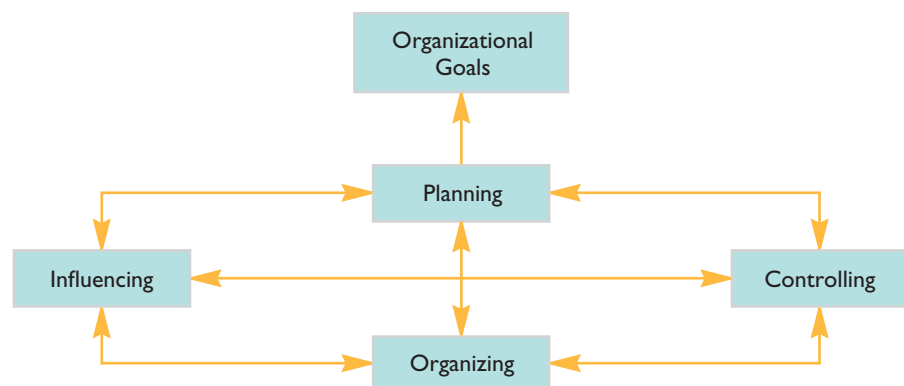 Organizational
Goals
Planning
Influencing
Controlling
Organizing